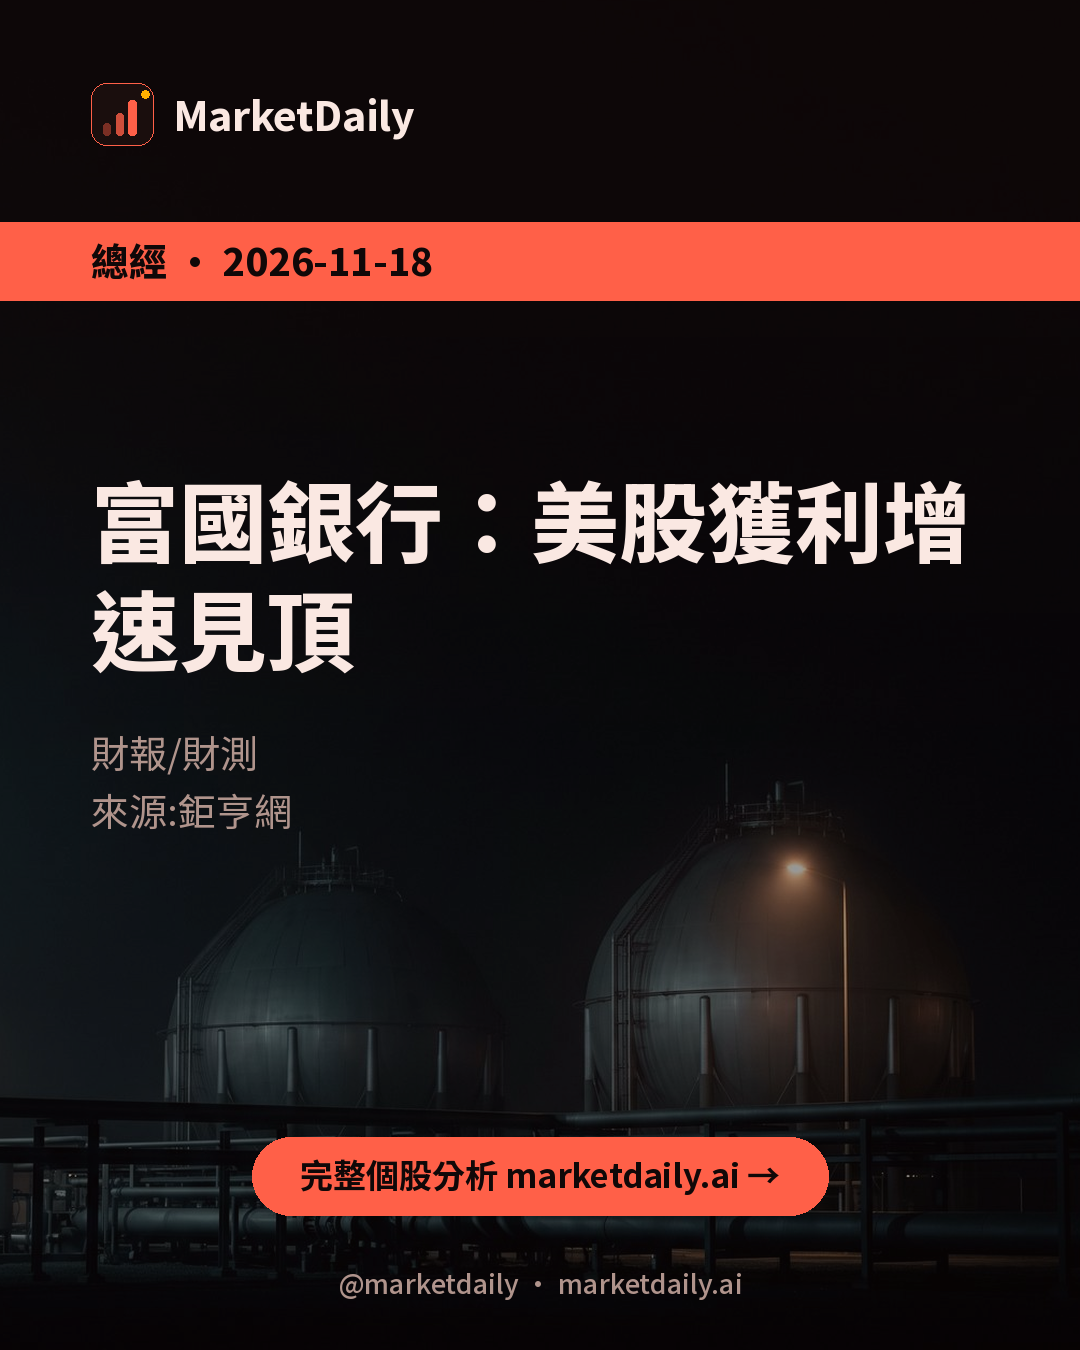 MarketDaily
總經 • 2026-11-18
富國銀行：美股獲利增
速見頂
財報/財測
來源:鉅亨網
完整個股分析 marketdaily.ai →
@marketdaily • marketdaily.ai